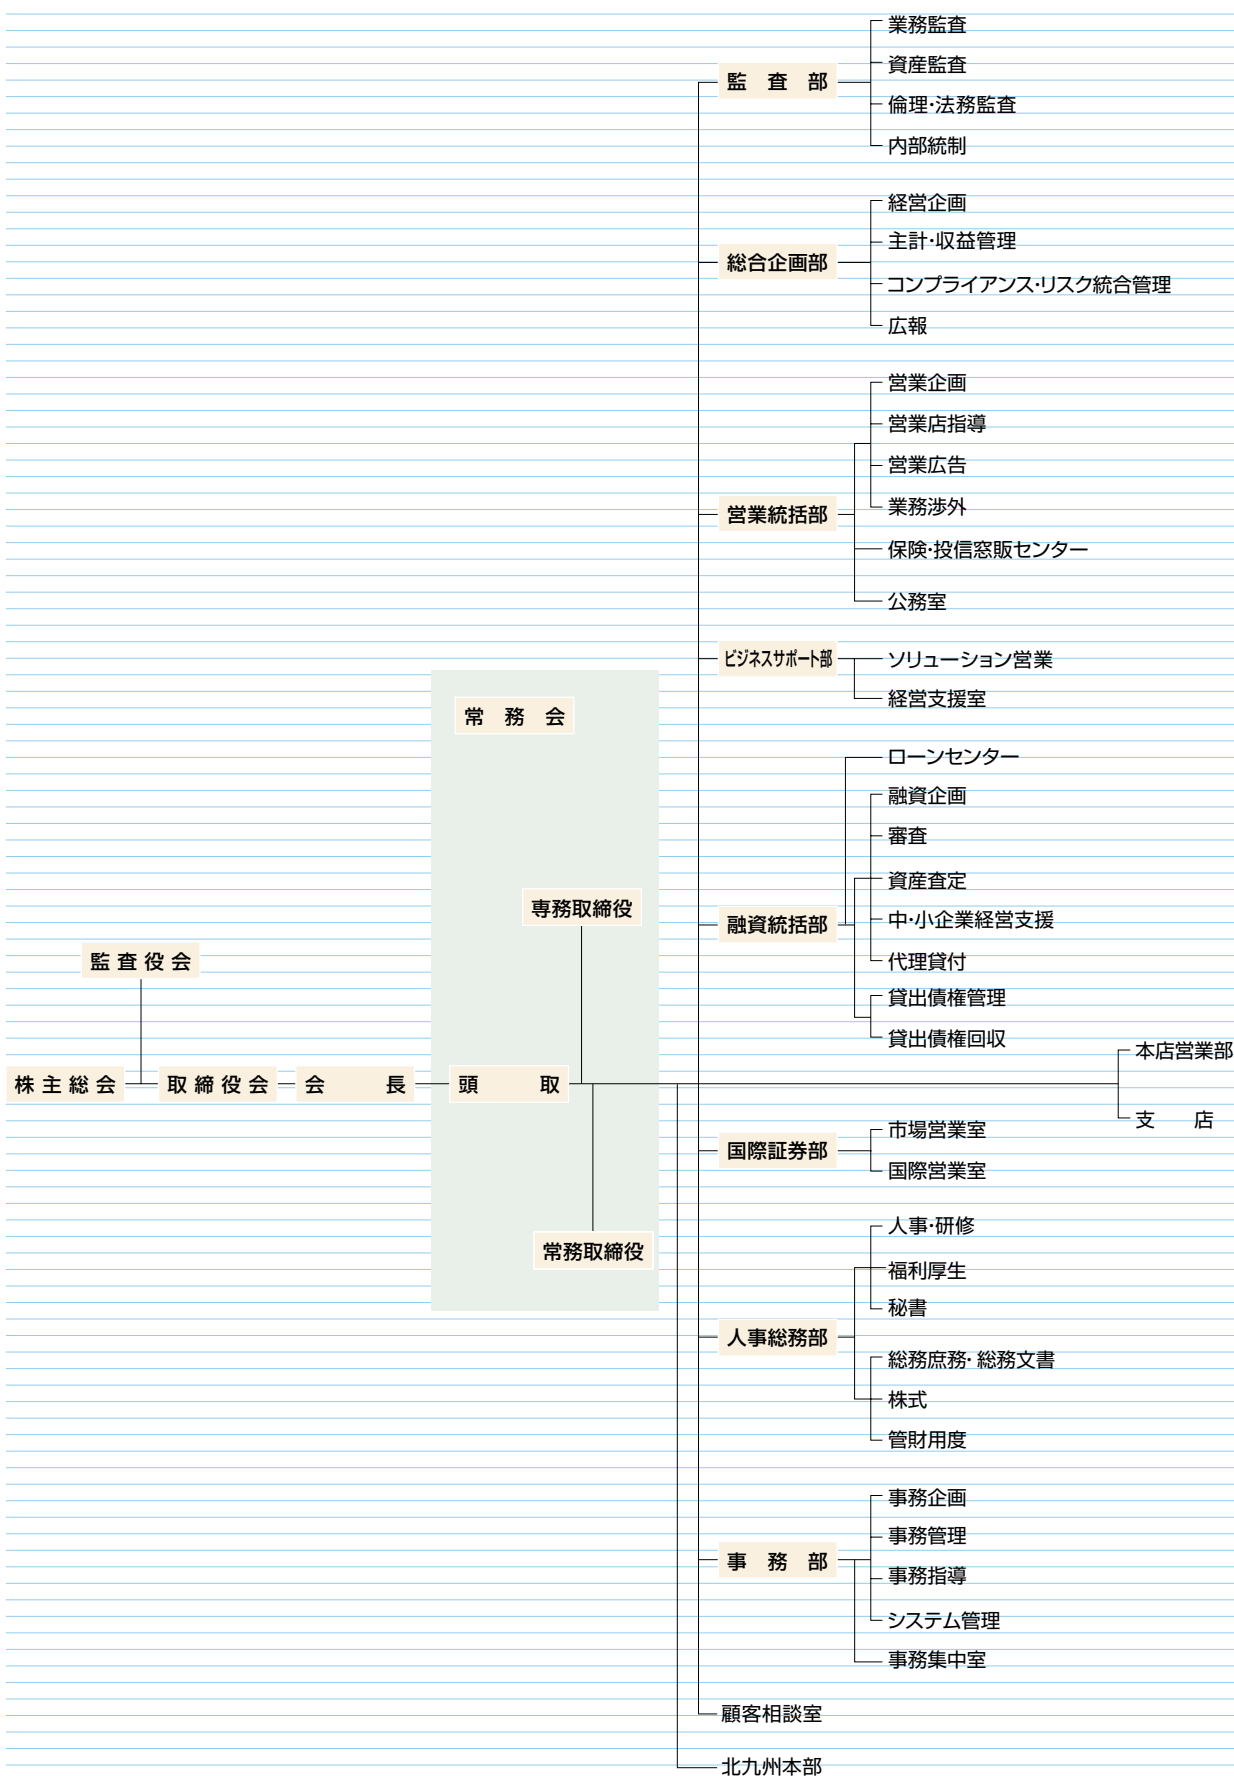 業務監査
資産監査
監　査　部
倫理・法務監査
内部統制
経営企画
主計・収益管理
総合企画部
コンプライアンス・リスク統合管理
広報
営業企画
営業店指導
営業広告
業務渉外
営業統括部
保険・投信窓販センター
公務室
ビジネスサポート部
ソリューション営業
経営支援室
常　務　会
ローンセンター
融資企画
審査
資産査定
専務取締役
融資統括部
中・小企業経営支援
代理貸付
監 査 役 会
貸出債権管理
貸出債権回収
本店営業部
株 主 総 会
取 締 役 会
会　　　長
頭　　　取
支　　店
市場営業室
国際証券部
国際営業室
人事・研修
常務取締役
福利厚生
秘書
人事総務部
総務庶務・総務文書
株式
管財用度
事務企画
事務管理
事　務　部
事務指導
システム管理
事務集中室
顧客相談室
北九州本部